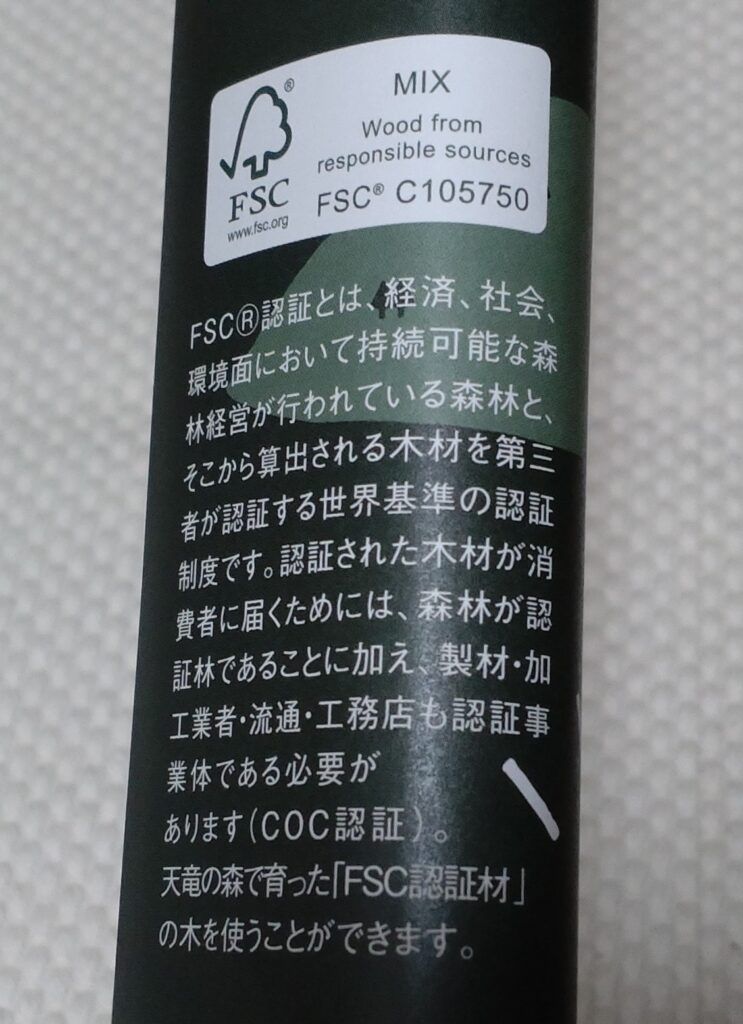 MIX
Wood from
responsible sources
FSC® C105750
®
FSC
www.fsc.org
FSC®認証とは、経済、社会、
環境面において持続可能な森
林経営が行われている森林と、
そこから算出される木材を第三
者が認証する世界基準の認証
制度です。認証された木材が消
費者に届くためには、森林が認
証林であることに加え、製材・加
工業者・流通・工務店も認証事
業体である必要が
あります(COC認証)。
天竜の森で育った「FSC認証材」
の木を使うことができます。